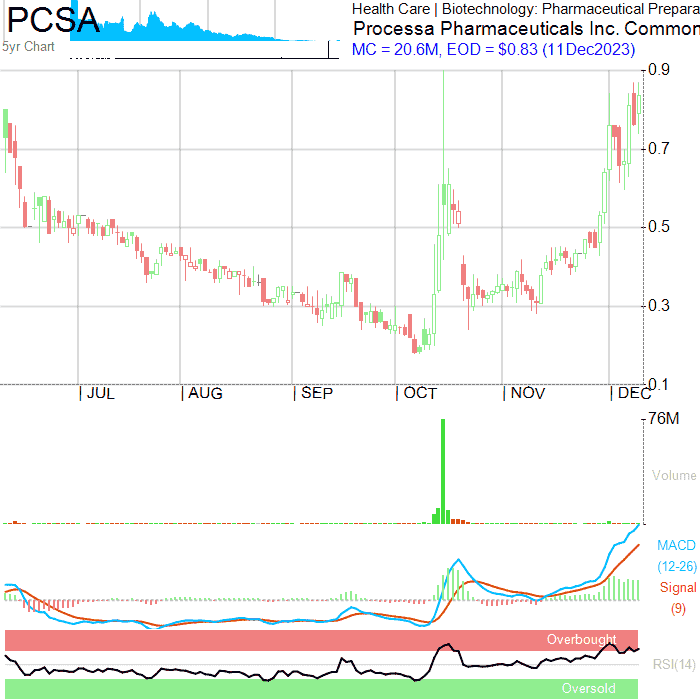 PCSA
5yr Chart
Health Care | Biotechnology: Pharmaceutical Prepara
Processa Pharmaceuticals Inc. Common
MC = 20.6M, EOD = $0.83 (11Dec2023)
0.9
0.7
0.5
0.3
0.1
JUL AUG SEP OCT NOV DEC
76M
Volume
MACD
(12-26)
Signal
(9)
Overbought
RSI(14)
Oversold